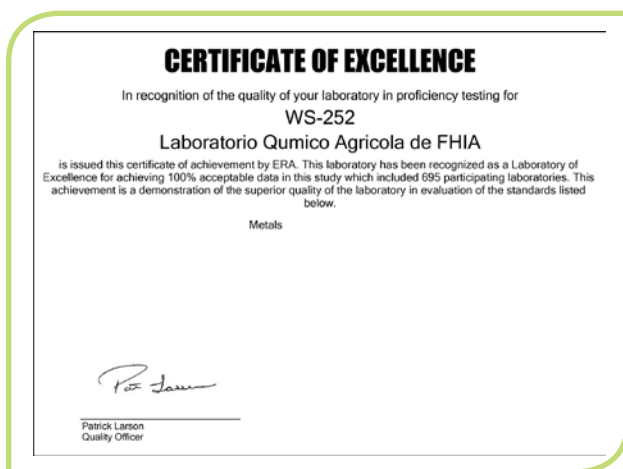 CERTIFICATE OF EXCELLENCE
In recognition of the quality of your laboratory in proficiency testing for
WS-252
Laboratorio Qumico Agricola de FHIA
is issued this certificate of achievement by ERA. This laboratory has been recognized as a Laboratory of
Excellence for achieving 100% acceptable data in this study which included 695 participating laboratories. This
achievement is a demonstration of the superior quality of the laboratory in evaluation of the standards listed
below.
Metals
Pat Larson
Patrick Larson
Quality Officer